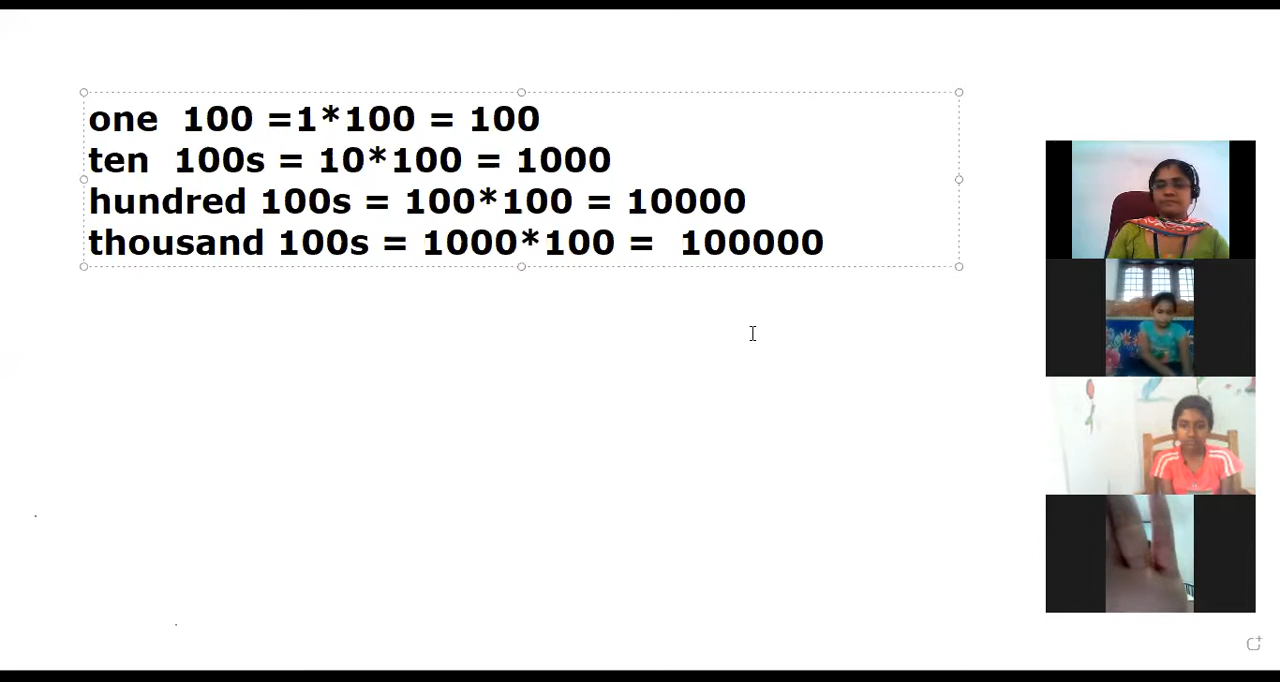 one  100 =1*100 = 100
ten  100s = 10*100 = 1000
hundred 100s = 100*100 = 10000
thousand 100s = 1000*100 =  100000